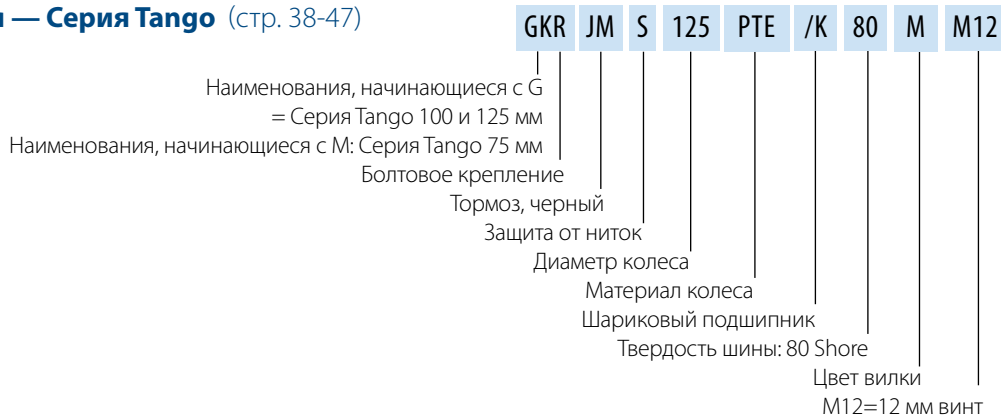 — Серия Tango (стр. 38-47)
GKR JM S 125 PTE /K 80 M M12
Наименования, начинающиеся с G
= Серия Tango 100 и 125 мм
Наименования, начинающиеся с M: Серия Tango 75 мм
Болтовое крепление
Тормоз, черный
Защита от ниток
Диаметр колеса
Материал колеса
Шариковый подшипник
Твердость шины: 80 Shore
Цвет вилки
M12=12 мм винт